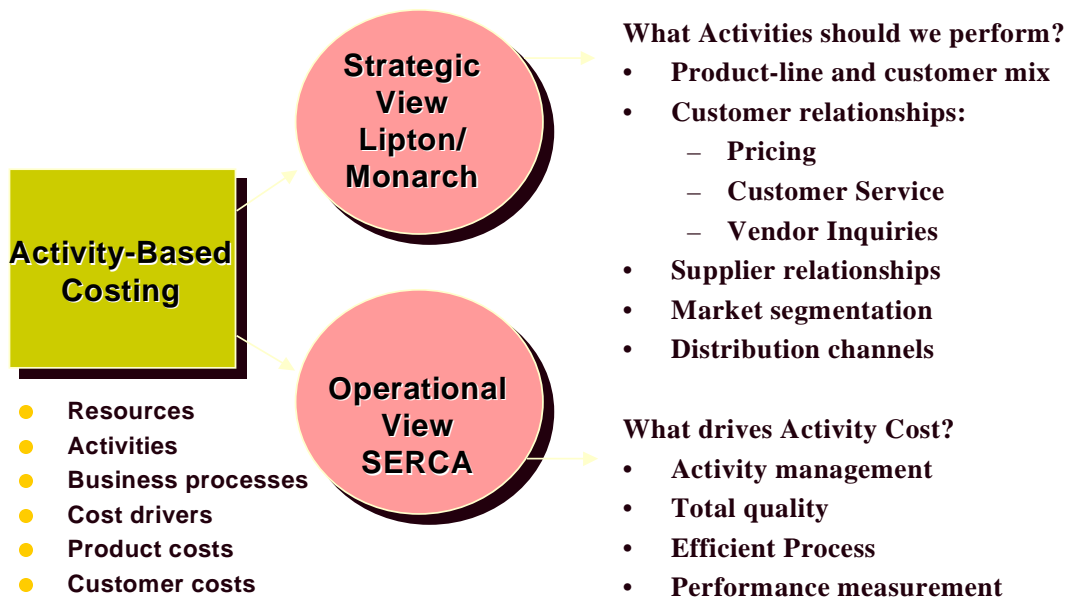 Activity-Based
Costing
• Resources
• Activities
• Business processes
• Cost drivers
• Product costs
• Customer costs
Strategic
View
Lipton/
Monarch
Operational
View
SERCA
What Activities should we perform?
• Product-line and customer mix
• Customer relationships:
– Pricing
– Customer Service
– Vendor Inquiries
• Supplier relationships
• Market segmentation
• Distribution channels
What drives Activity Cost?
• Activity management
• Total quality
• Efficient Process
• Performance measurement